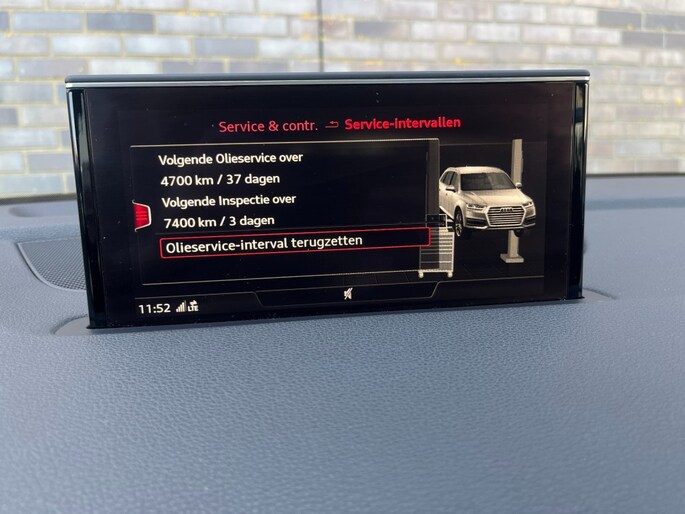 Service & contr. Service-intervallen
Volgende Olieservice over
4700 km / 37 dagen
Volgende Inspectie over
7400 km / 3 dagen
Olieservice-interval terugzetten
11:52 LTE